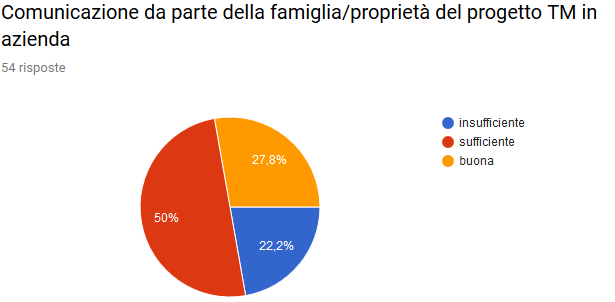 Comunicazione da parte della famiglia/proprietà del progetto TM in
azienda
54 risposte
insufficiente
sufficiente
buona
27,8%
50%
22,2%